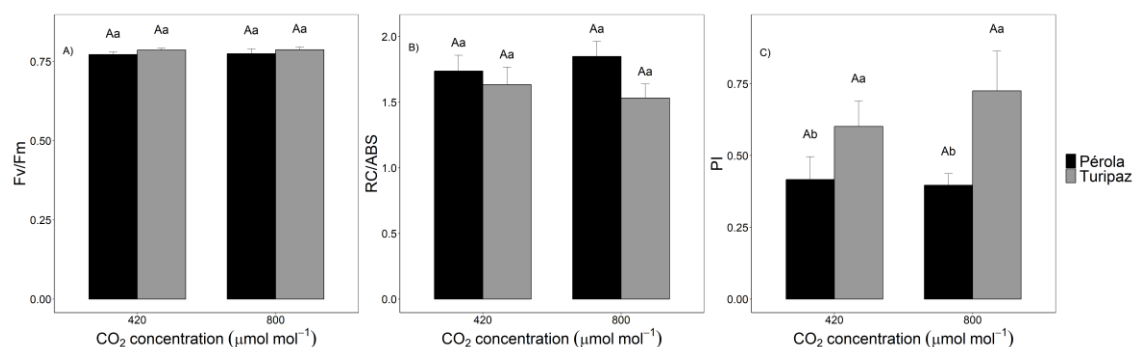 A)
Aa Aa Aa Aa
0.75
0.50
0.25
0.00
Fv/Fm
420 800
CO₂ concentration (μmol mol⁻¹)
B)
Aa Aa Aa Aa
2.0
1.5
1.0
0.5
0.0
RC/ABS
420 800
CO₂ concentration (μmol mol⁻¹)
C)
Ab Aa Ab Aa
0.75
0.50
0.25
0.00
PI
420 800
CO₂ concentration (μmol mol⁻¹)
Pérola
Turipaz